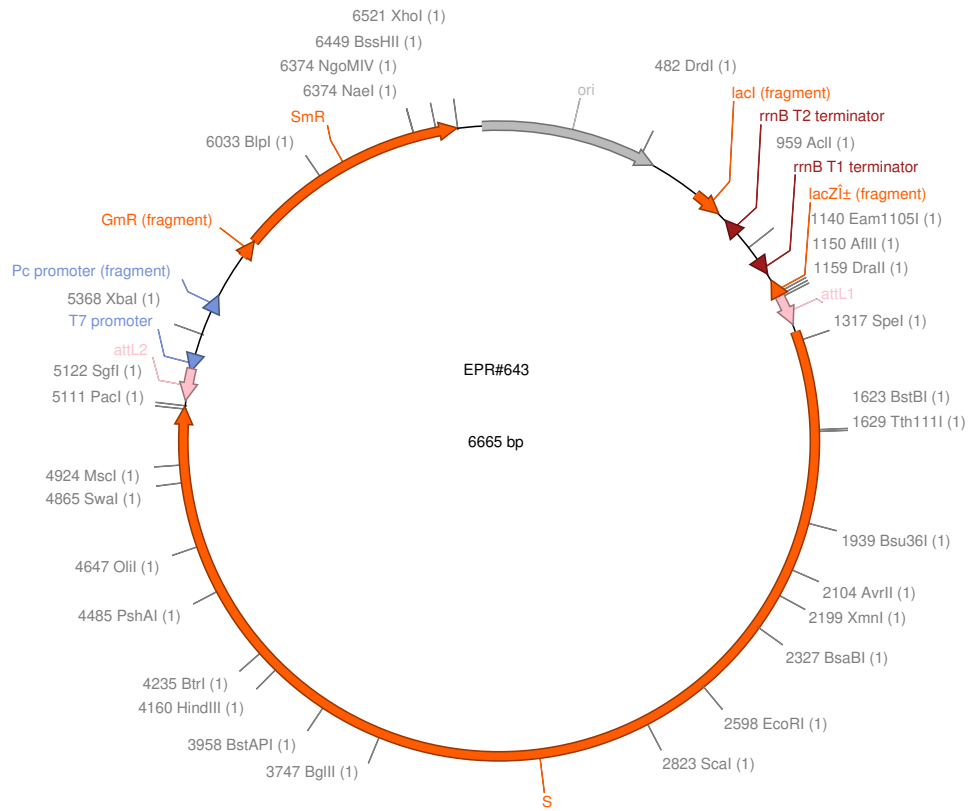 6521 XhoI (1)
6449 BssHII (1)
6374 NgoMIV (1)
6374 NaeI (1)
SmR
6033 BlpI (1)
GmR (fragment)
Pc promoter (fragment)
5368 XbaI (1)
T7 promoter
attL2
5122 SgfI (1)
5111 PacI (1)
4924 MscI (1)
4865 SwaI (1)
4647 OliI (1)
4485 PshAI (1)
4235 BtrI (1)
4160 HindIII (1)
3958 BstAPI (1)
3747 BglII (1)
ori
482 DrdI (1)
lacI (fragment)
rrnB T2 terminator
959 AclI (1)
rrnB T1 terminator
lacZÎ± (fragment)
1140 Eam1105I (1)
1150 AflII (1)
1159 DraII (1)
attL1
1317 SpeI (1)
1623 BstBI (1)
1629 Tth111I (1)
1939 Bsu36I (1)
2104 AvrII (1)
2199 XmnI (1)
2327 BsaBI (1)
2598 EcoRI (1)
2823 ScaI (1)
S
EPR#643
6665 bp